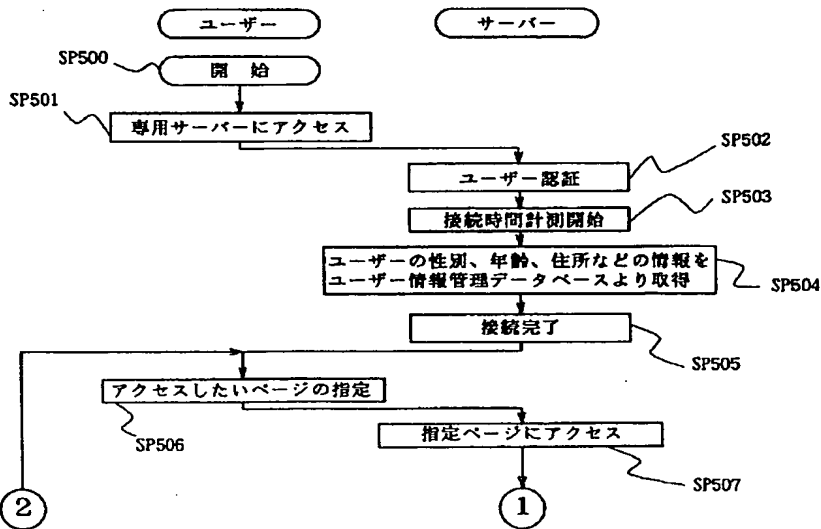 ユーザー
サーバー
SP500
開 始
SP501
専用サーバーにアクセス
SP502
ユーザー認証
SP503
接続時間計測開始
ユーザーの性別、年齢、住所などの情報を
ユーザー情報管理データベースより取得
SP504
接続完了
SP505
アクセスしたいページの指定
SP506
指定ページにアクセス
SP507
2
1